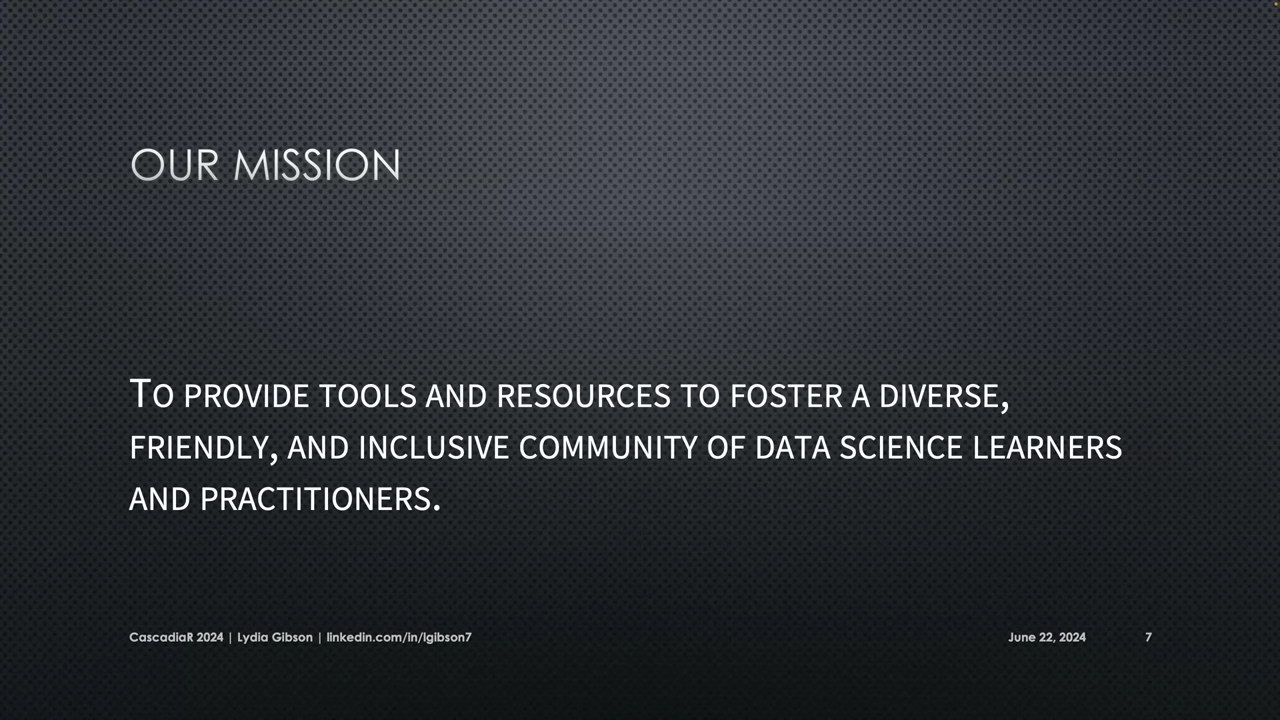 OUR MISSION
TO PROVIDE TOOLS AND RESOURCES TO FOSTER A DIVERSE,
FRIENDLY, AND INCLUSIVE COMMUNITY OF DATA SCIENCE LEARNERS
AND PRACTITIONERS.
CascadiaR 2024 | Lydia Gibson | linkedin.com/in/lgibson7
June 22, 2024
7